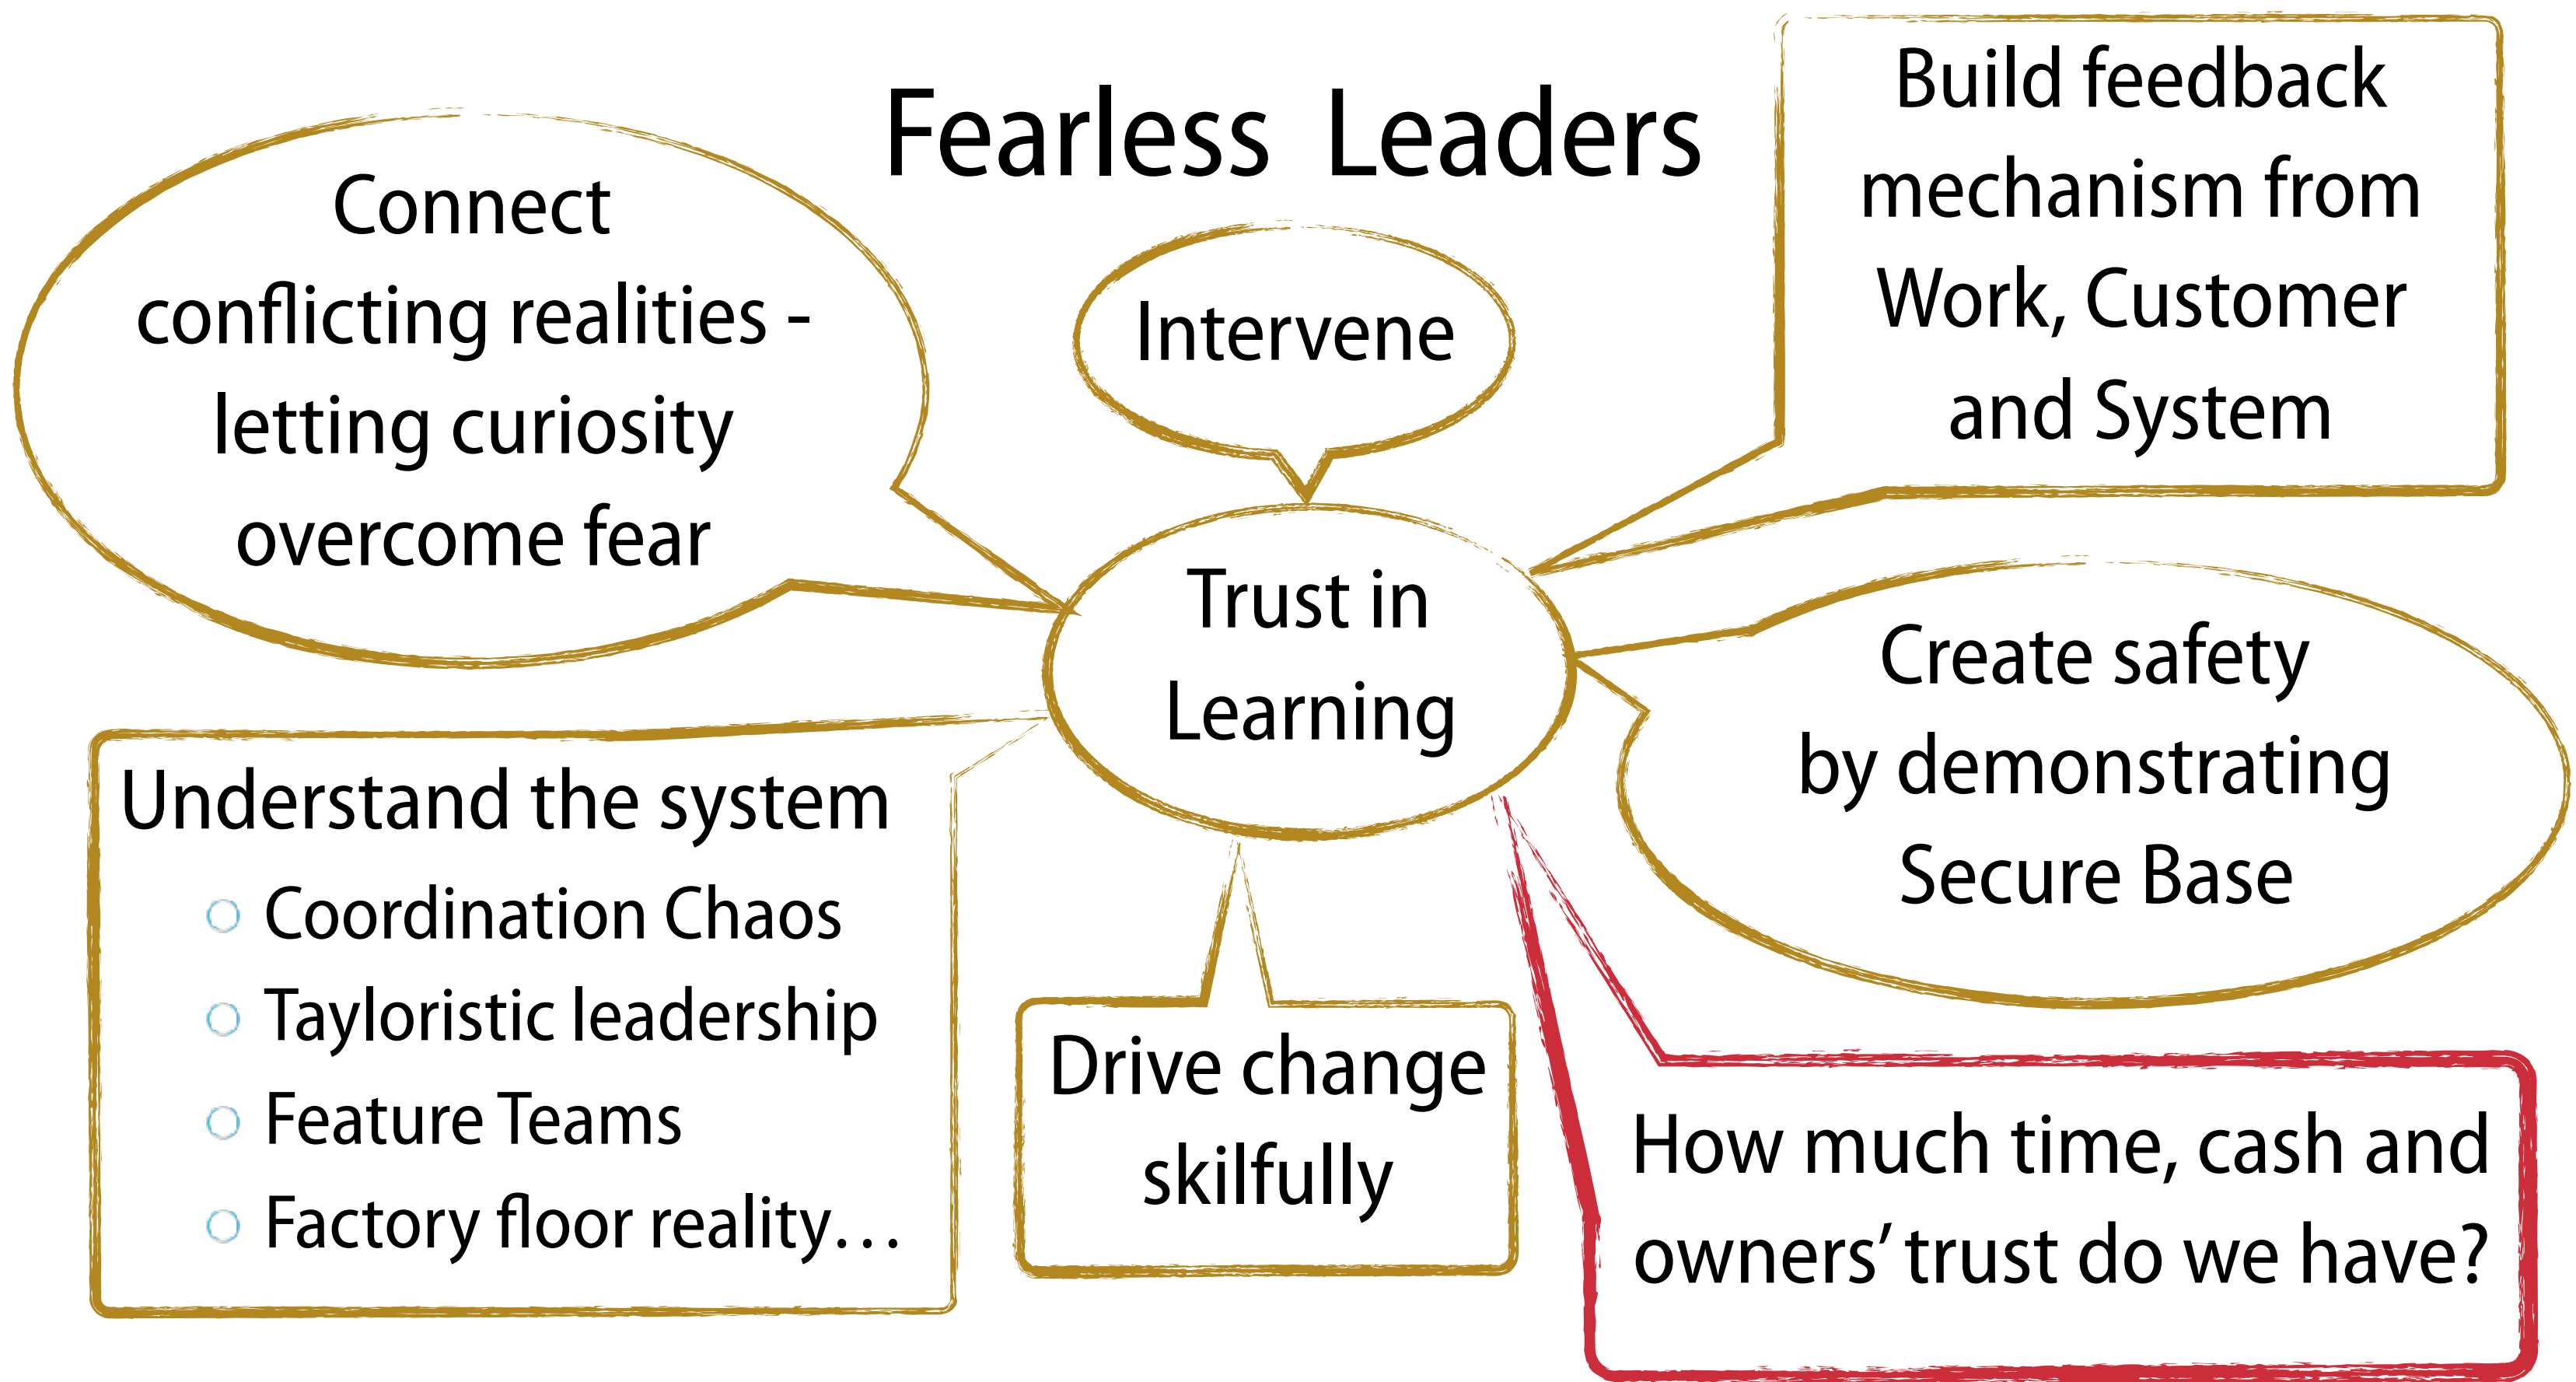 Fearless Leaders
Connect
conflicting realities -
letting curiosity
overcome fear
Intervene
Build feedback
mechanism from
Work, Customer
and System
Trust in
Learning
Create safety
by demonstrating
Secure Base
Understand the system
Coordination Chaos
Tayloristic leadership
Feature Teams
Factory floor reality…
Drive change
skilfully
How much time, cash and
owners’ trust do we have?